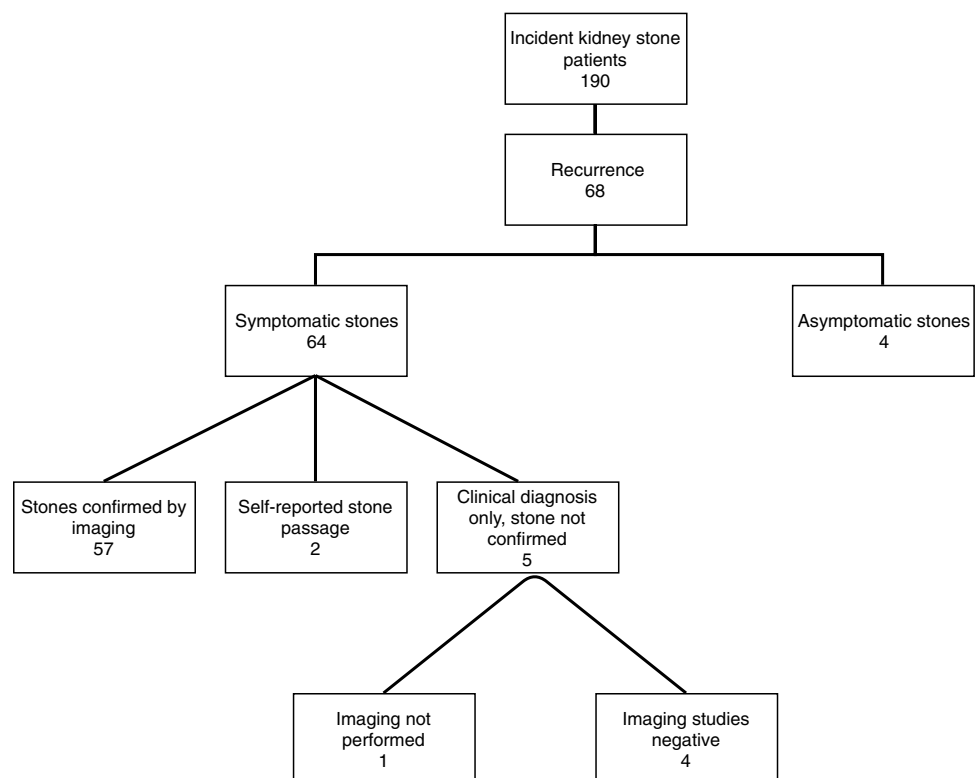 Incident kidney stone
patients
190
Recurrence
68
Symptomatic stones
64
Asymptomatic stones
4
Stones confirmed by
imaging
57
Self-reported stone
passage
2
Clinical diagnosis
only, stone not
confirmed
5
Imaging not
performed
1
Imaging studies
negative
4